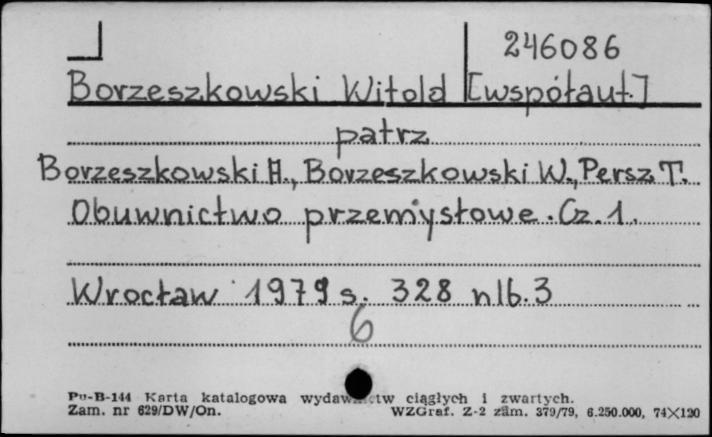 246086
Borzeszkowski Witold [współaut.]
patrz
Borzeszkowski H., Borzeszkowski W., Persz T.
Obuwnictwo przemysłowe. Cz. 1.
Wrocław 1979 s. 328 nlb. 3
6
Pu-B-144 Karta katalogowa wydawnictw ciągłych i zwartych.
Zam. nr 629/DW/On. WZGraf. Z-2 zam. 379/79, 6.250.000, 74X120